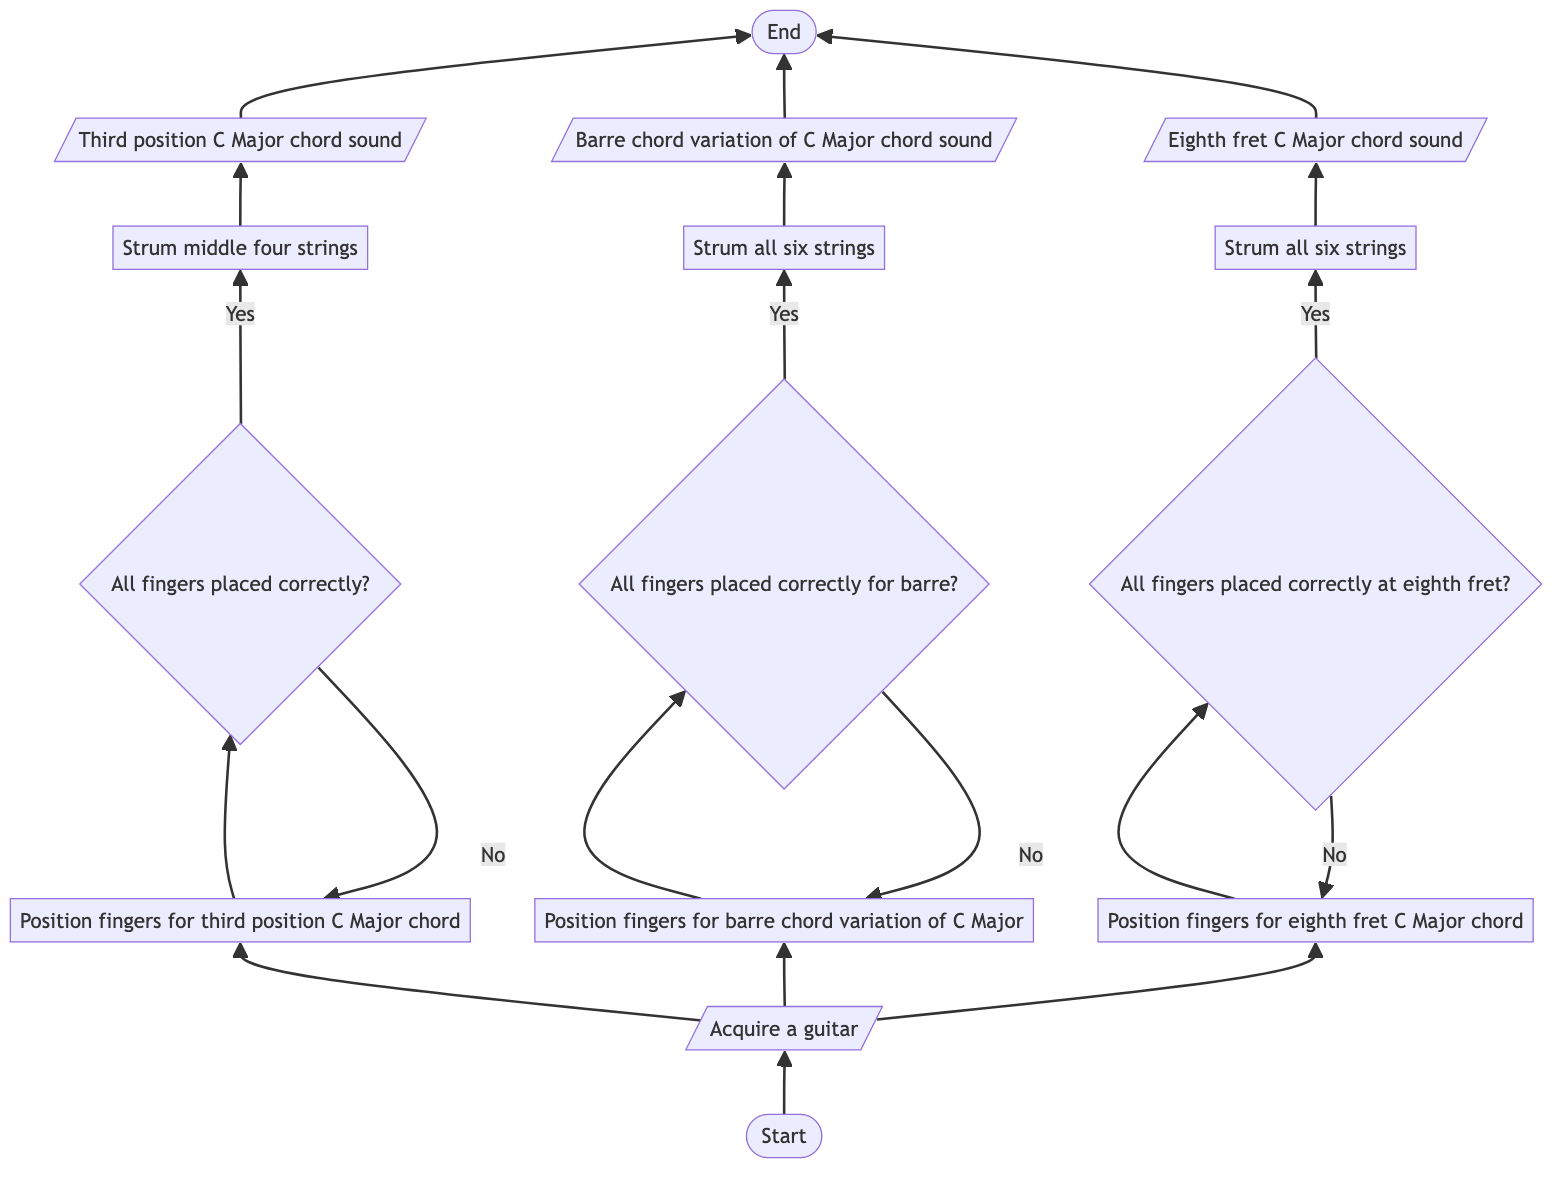 End
Third position C Major chord sound
Barre chord variation of C Major chord sound
Eighth fret C Major chord sound
Strum middle four strings
Strum all six strings
Strum all six strings
Yes
Yes
Yes
All fingers placed correctly?
All fingers placed correctly for barre?
All fingers placed correctly at eighth fret?
No
No
No
Position fingers for third position C Major chord
Position fingers for barre chord variation of C Major
Position fingers for eighth fret C Major chord
Acquire a guitar
Start